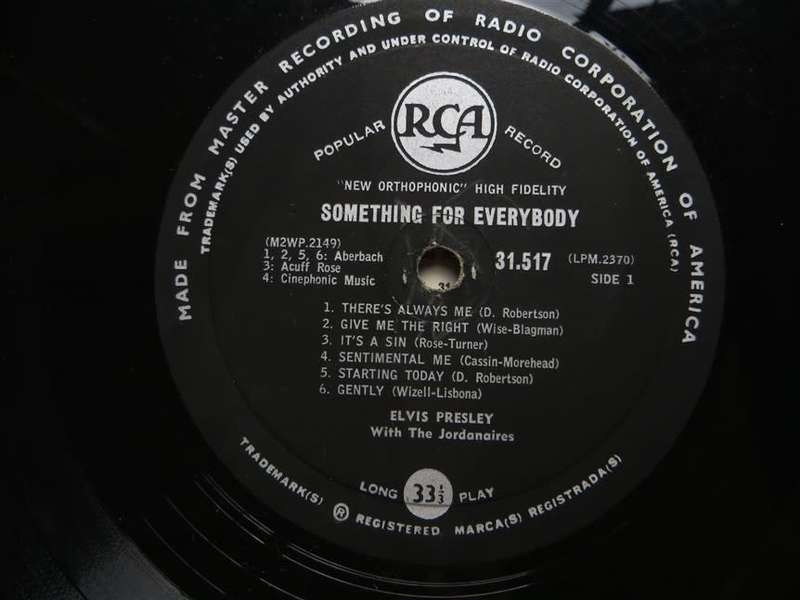 MADE FROM MASTER RECORDING OF RADIO CORPORATION OF AMERICA
TRADEMARK(S) USED BY AUTHORITY AND UNDER CONTROL OF RADIO CORPORATION OF AMERICA (RCA)
POPULAR RCA RECORD
"NEW ORTHOPHONIC" HIGH FIDELITY
SOMETHING FOR EVERYBODY
(M2WP.2149)
1, 2, 5, 6: Aberbach
3: Acuff Rose
4: Cinephonic Music
31.517 (LPM.2370)
SIDE 1
31
1. THERE'S ALWAYS ME (D. Robertson)
2. GIVE ME THE RIGHT (Wise-Blagman)
3. IT'S A SIN (Rose-Turner)
4. SENTIMENTAL ME (Cassin-Morehead)
5. STARTING TODAY (D. Robertson)
6. GENTLY (Wizell-Lisbona)
ELVIS PRESLEY
With The Jordanaires
LONG 33 1/3 PLAY
TRADEMARK(S) ® REGISTERED MARCA(S) REGISTRADA(S)